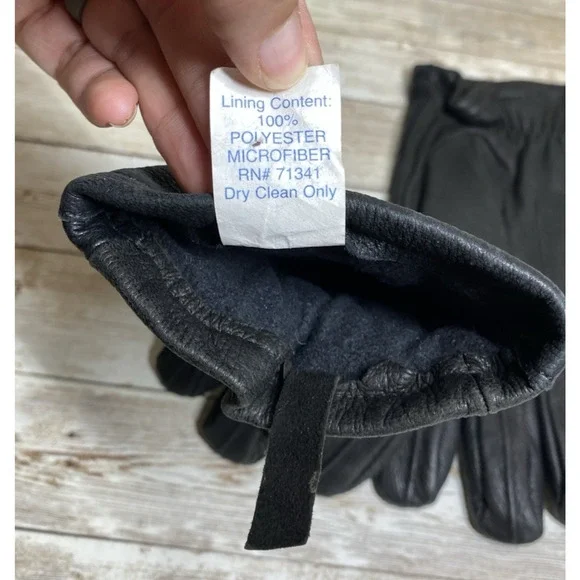 Lining Content:
100%
POLYESTER
MICROFIBER
RN# 71341
Dry Clean Only